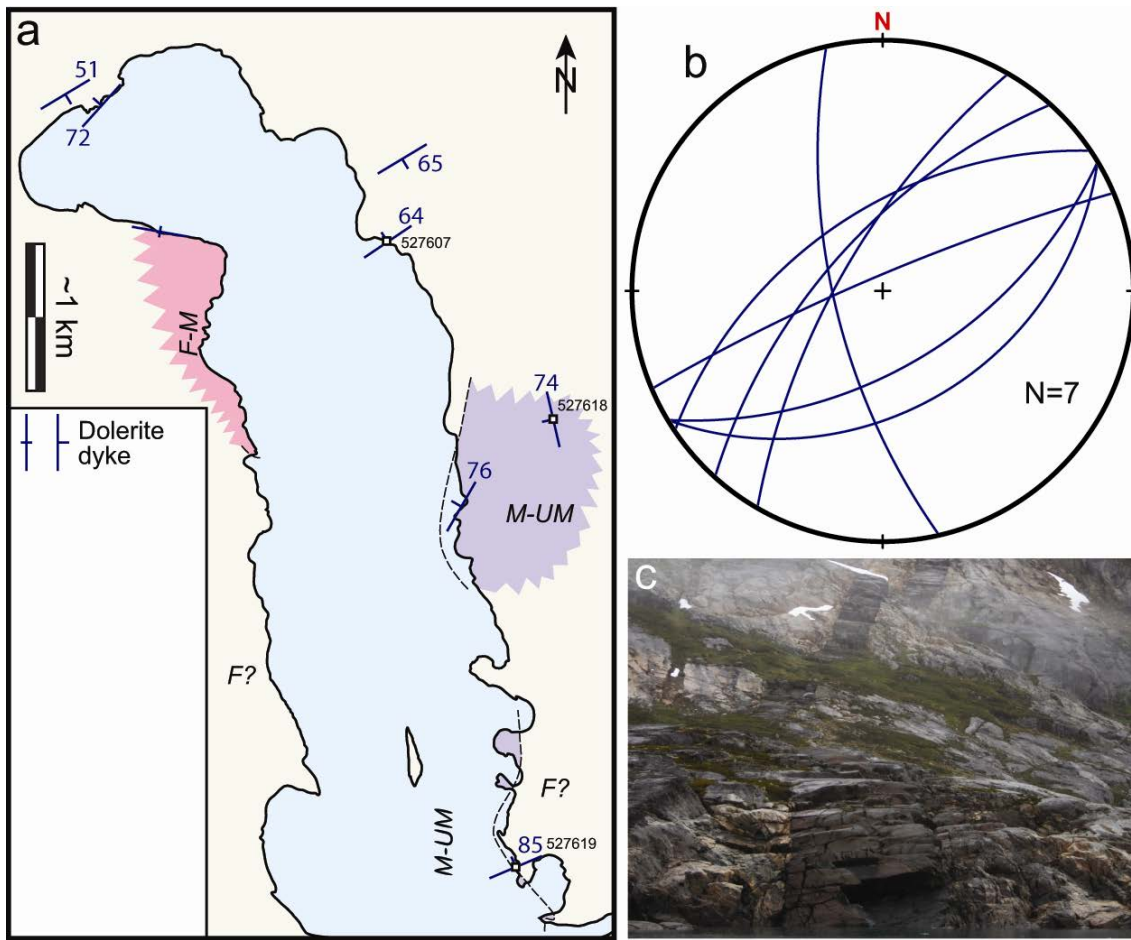 a
N
51
72
65
64
527607
~1 km
F-M
Dolerite
dyke
74
527618
76
M-UM
F?
M-UM
F?
85
527619
b
N
N=7
c